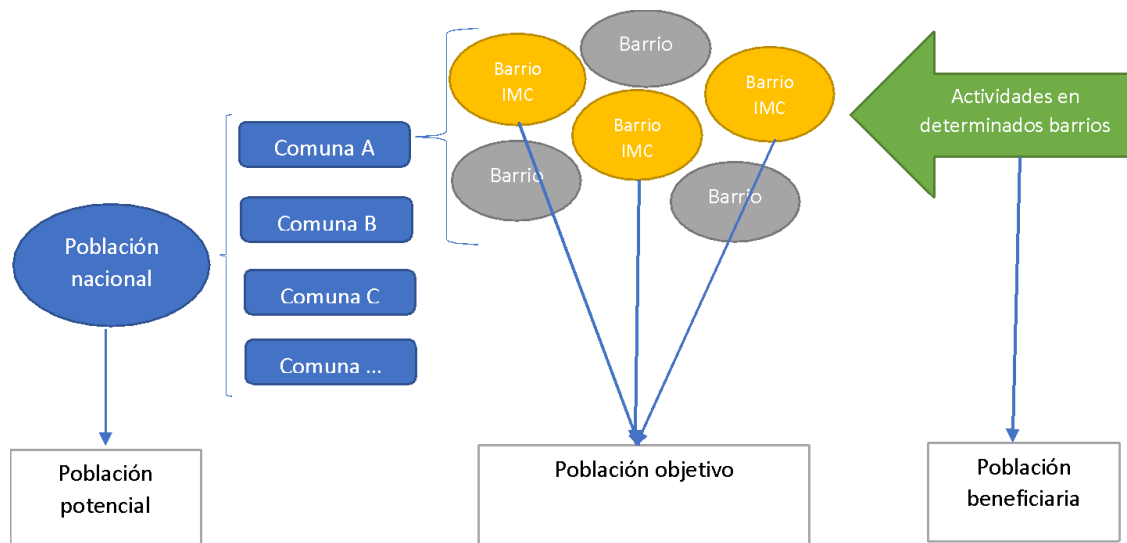 Población
nacional
Comuna A
Comuna B
Comuna C
Comuna ...
Barrio
IMC
Barrio
Barrio
IMC
Barrio
IMC
Barrio
Barrio
Actividades en
determinados barrios
Población
potencial
Población objetivo
Población
beneficiaria